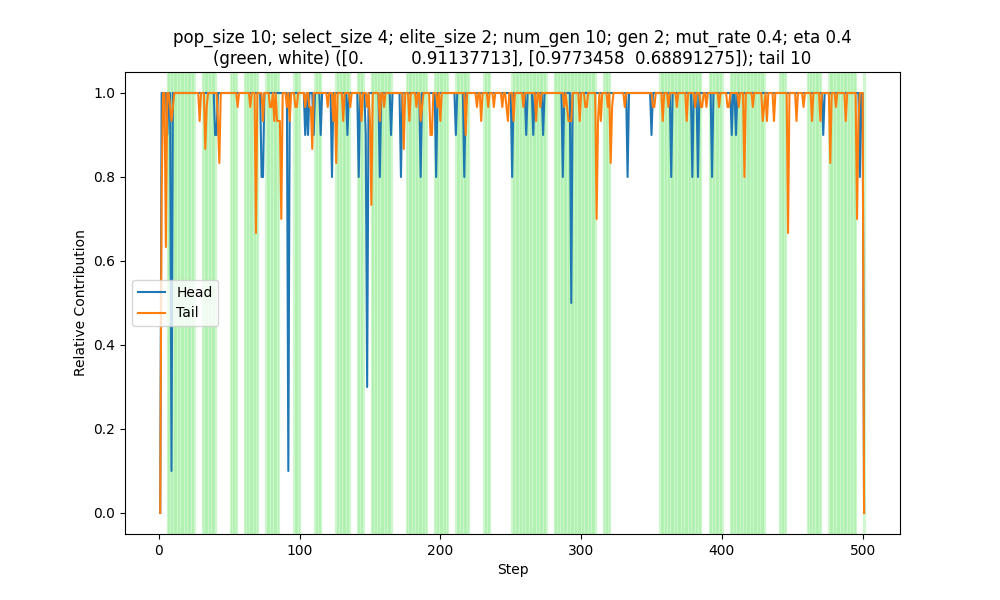 pop_size 10; select_size 4; elite_size 2; num_gen 10; gen 2; mut_rate 0.4; eta 0.4
(green, white) ([0.          0.91137713], [0.9773458  0.68891275]); tail 10
1.0
0.8
0.6
0.4
0.2
0.0
Relative Contribution
Head
Tail
0
100
200
300
400
500
Step